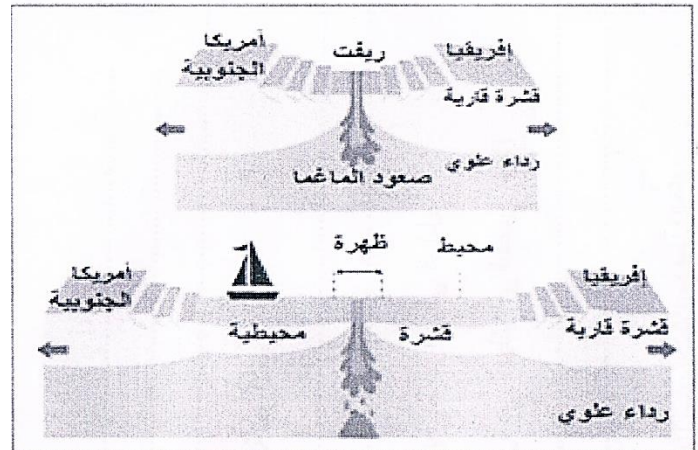 إفريقيا
ريفت
أمريكا
الجنوبية
قشرة قارية
رداء علوي
صعود الماغما
محيط
ظهرة
إفريقيا
أمريكا
الجنوبية
قشرة محيطية
قشرة قارية
رداء علوي